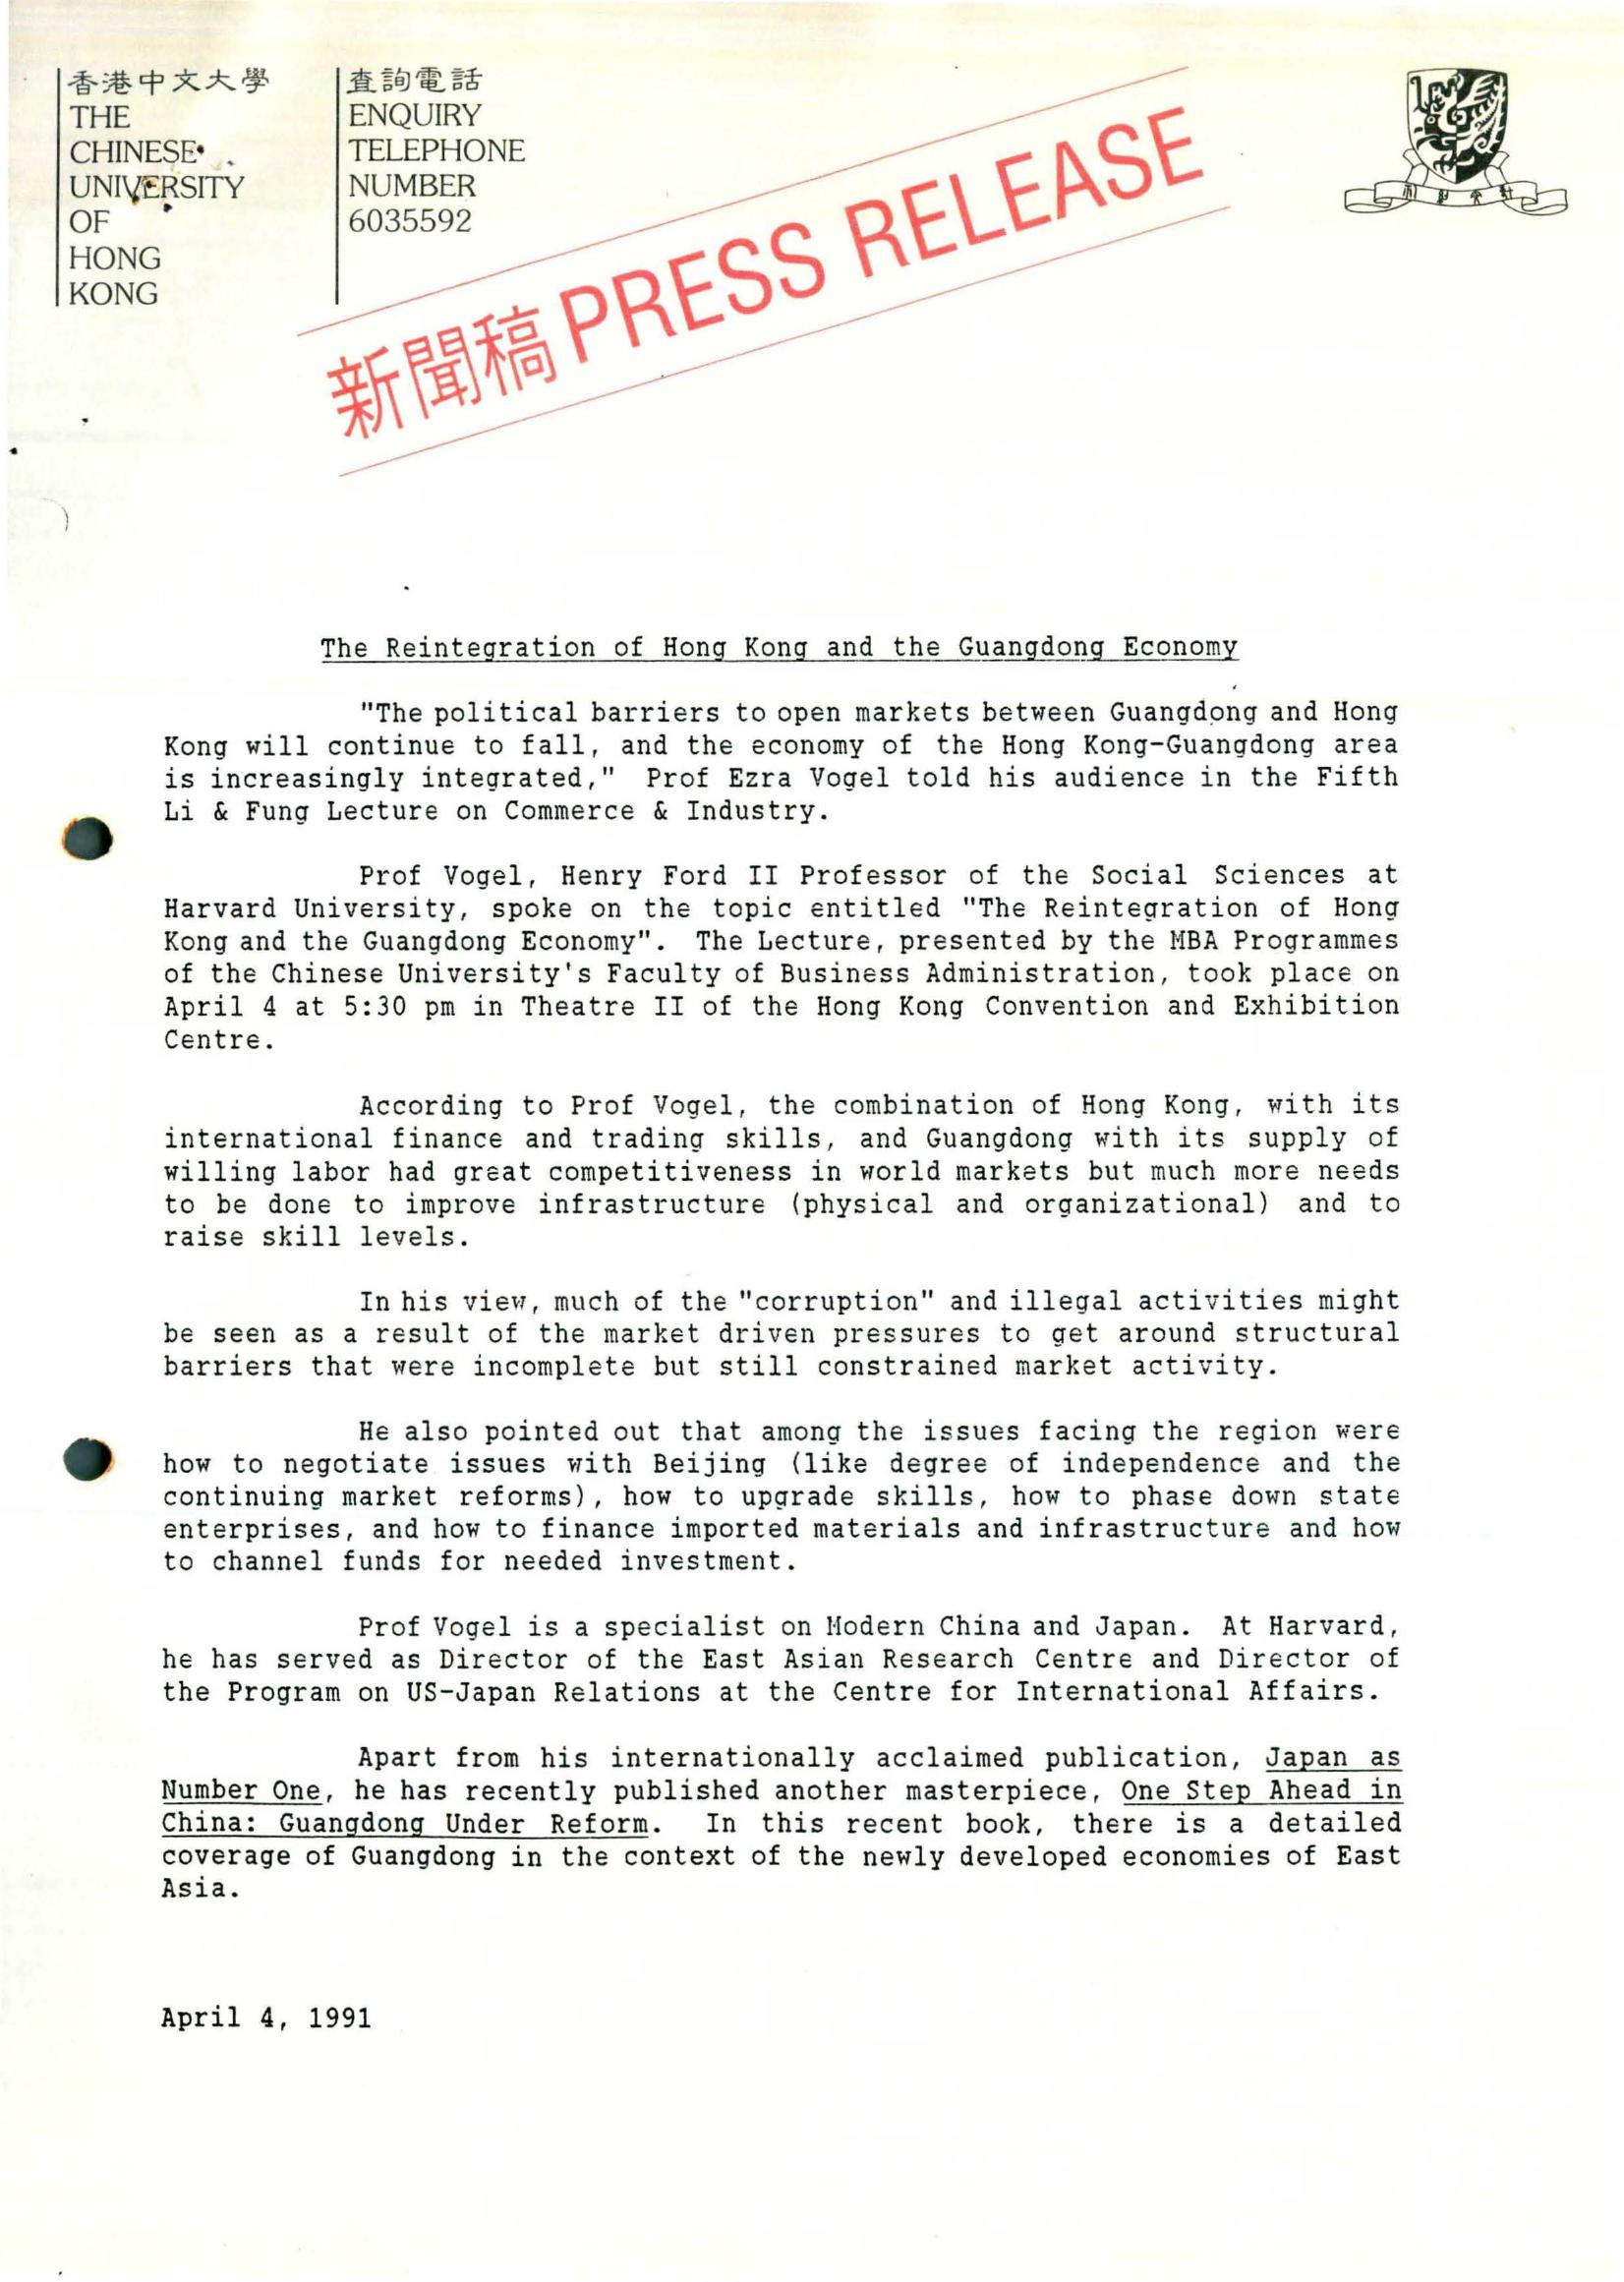 香港中文大學
THE
CHINESE
UNIVERSITY
OF
HONG
KONG
查詢電話
ENQUIRY
TELEPHONE
NUMBER
6035592
新聞稿 PRESS RELEASE
The Reintegration of Hong Kong and the Guangdong Economy
"The political barriers to open markets between Guangdong and Hong
Kong will continue to fall, and the economy of the Hong Kong-Guangdong area
is increasingly integrated," Prof Ezra Vogel told his audience in the Fifth
Li & Fung Lecture on Commerce & Industry.
Prof Vogel, Henry Ford II Professor of the Social Sciences at
Harvard University, spoke on the topic entitled "The Reintegration of Hong
Kong and the Guangdong Economy". The Lecture, presented by the MBA Programmes
of the Chinese University's Faculty of Business Administration, took place on
April 4 at 5:30 pm in Theatre II of the Hong Kong Convention and Exhibition
Centre.
According to Prof Vogel, the combination of Hong Kong, with its
international finance and trading skills, and Guangdong with its supply of
willing labor had great competitiveness in world markets but much more needs
to be done to improve infrastructure (physical and organizational) and to
raise skill levels.
In his view, much of the "corruption" and illegal activities might
be seen as a result of the market driven pressures to get around structural
barriers that were incomplete but still constrained market activity.
He also pointed out that among the issues facing the region were
how to negotiate issues with Beijing (like degree of independence and the
continuing market reforms), how to upgrade skills, how to phase down state
enterprises, and how to finance imported materials and infrastructure and how
to channel funds for needed investment.
Prof Vogel is a specialist on Modern China and Japan. At Harvard,
he has served as Director of the East Asian Research Centre and Director of
the Program on US-Japan Relations at the Centre for International Affairs.
Apart from his internationally acclaimed publication, Japan as
Number One, he has recently published another masterpiece, One Step Ahead in
China: Guangdong Under Reform. In this recent book, there is a detailed
coverage of Guangdong in the context of the newly developed economies of East
Asia.
April 4, 1991